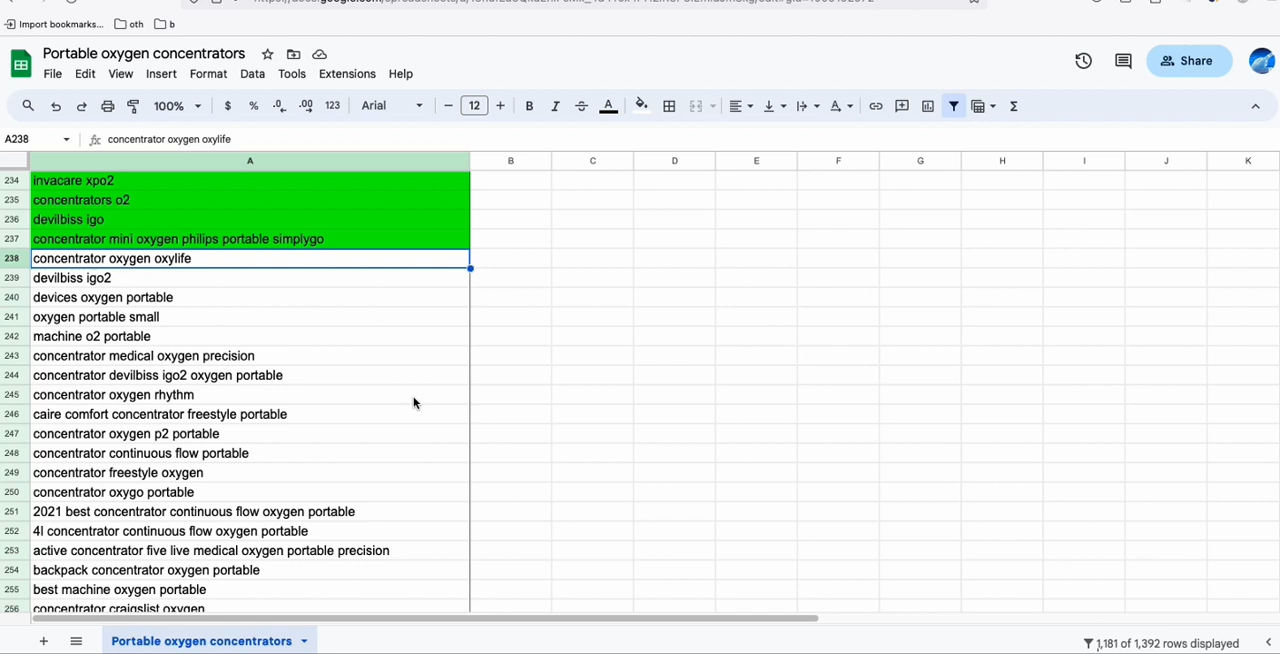 Import bookmarks... oth b
Portable oxygen concentrators
File Edit View Insert Format Data Tools Extensions Help
Share
100% $ % .0 .00 123 Arial 12 B I A
A238 fx concentrator oxygen oxylife
A B C D E F G H I J K
234 invacare xpo2
235 concentrators o2
236 devilbiss igo
237 concentrator mini oxygen philips portable simplygo
238 concentrator oxygen oxylife
239 devilbiss igo2
240 devices oxygen portable
241 oxygen portable small
242 machine o2 portable
243 concentrator medical oxygen precision
244 concentrator devilbiss igo2 oxygen portable
245 concentrator oxygen rhythm
246 caire comfort concentrator freestyle portable
247 concentrator oxygen p2 portable
248 concentrator continuous flow portable
249 concentrator freestyle oxygen
250 concentrator oxygo portable
251 2021 best concentrator continuous flow oxygen portable
252 4l concentrator continuous flow oxygen portable
253 active concentrator five live medical oxygen portable precision
254 backpack concentrator oxygen portable
255 best machine oxygen portable
256 concentrator craigslist oxygen
Portable oxygen concentrators 1,181 of 1,392 rows displayed